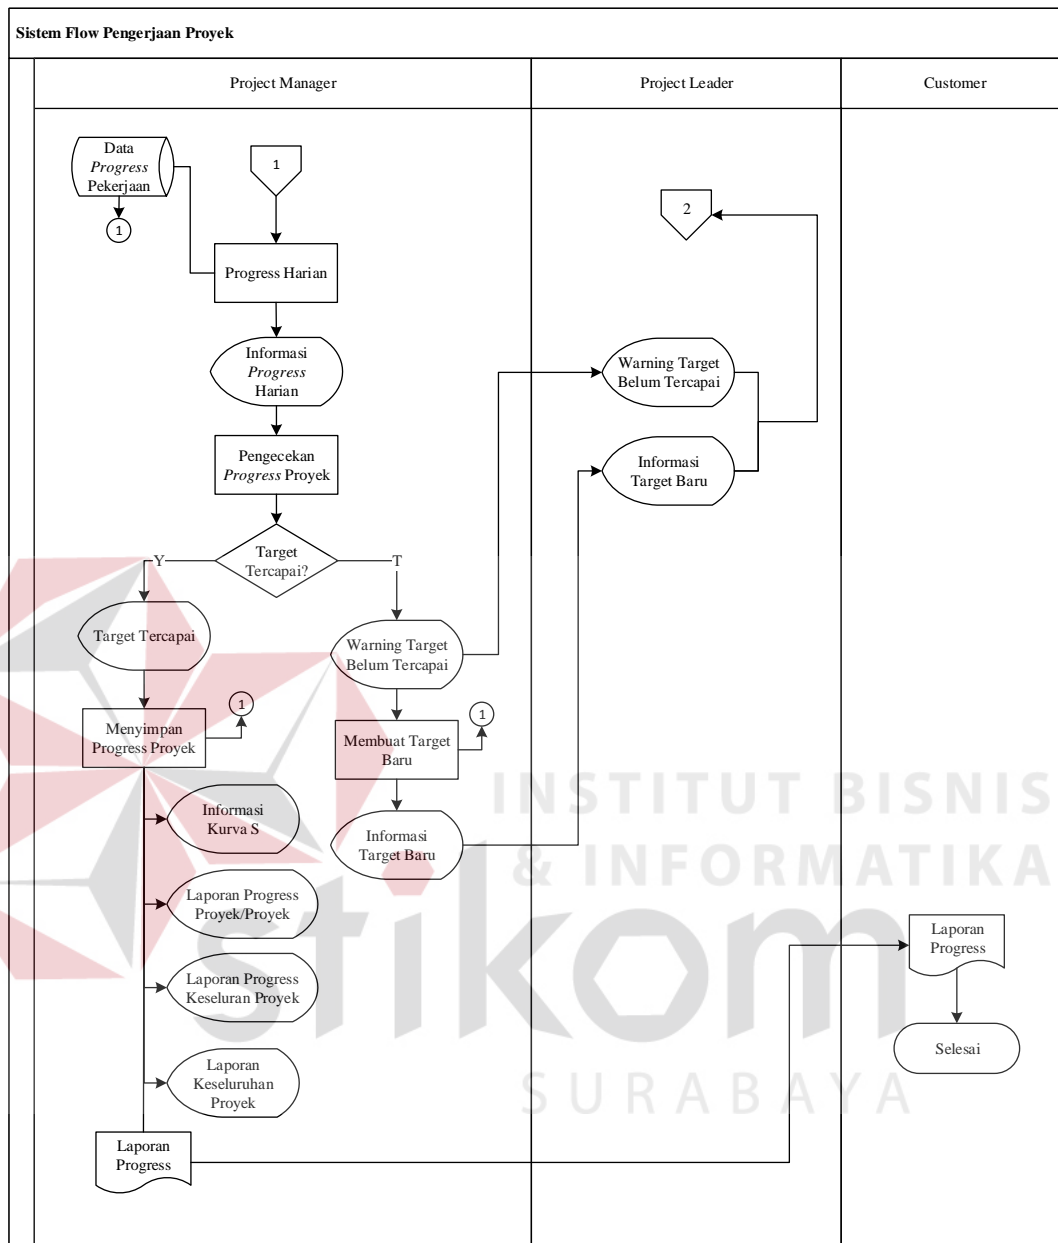 Sistem Flow Pengerjaan Proyek
Project Manager
Project Leader
Customer
Data
Progress
Pekerjaan
1
1
2
Progress Harian
Informasi
Progress
Harian
Warning Target
Belum Tercapai
Pengecekan
Progress Proyek
Informasi
Target Baru
Target
Tercapai?
Y
T
Target Tercapai
Warning Target
Belum Tercapai
Menyimpan
Progress Proyek
1
Membuat Target
Baru
1
Informasi
Kurva S
Informasi
Target Baru
Laporan Progress
Proyek/Proyek
Laporan Progress
Keseluran Proyek
Laporan
Keseluruhan
Proyek
Laporan
Progress
Laporan
Progress
Selesai
INSTITUT BISNIS
& INFORMATIKA
stikom
SURABAYA